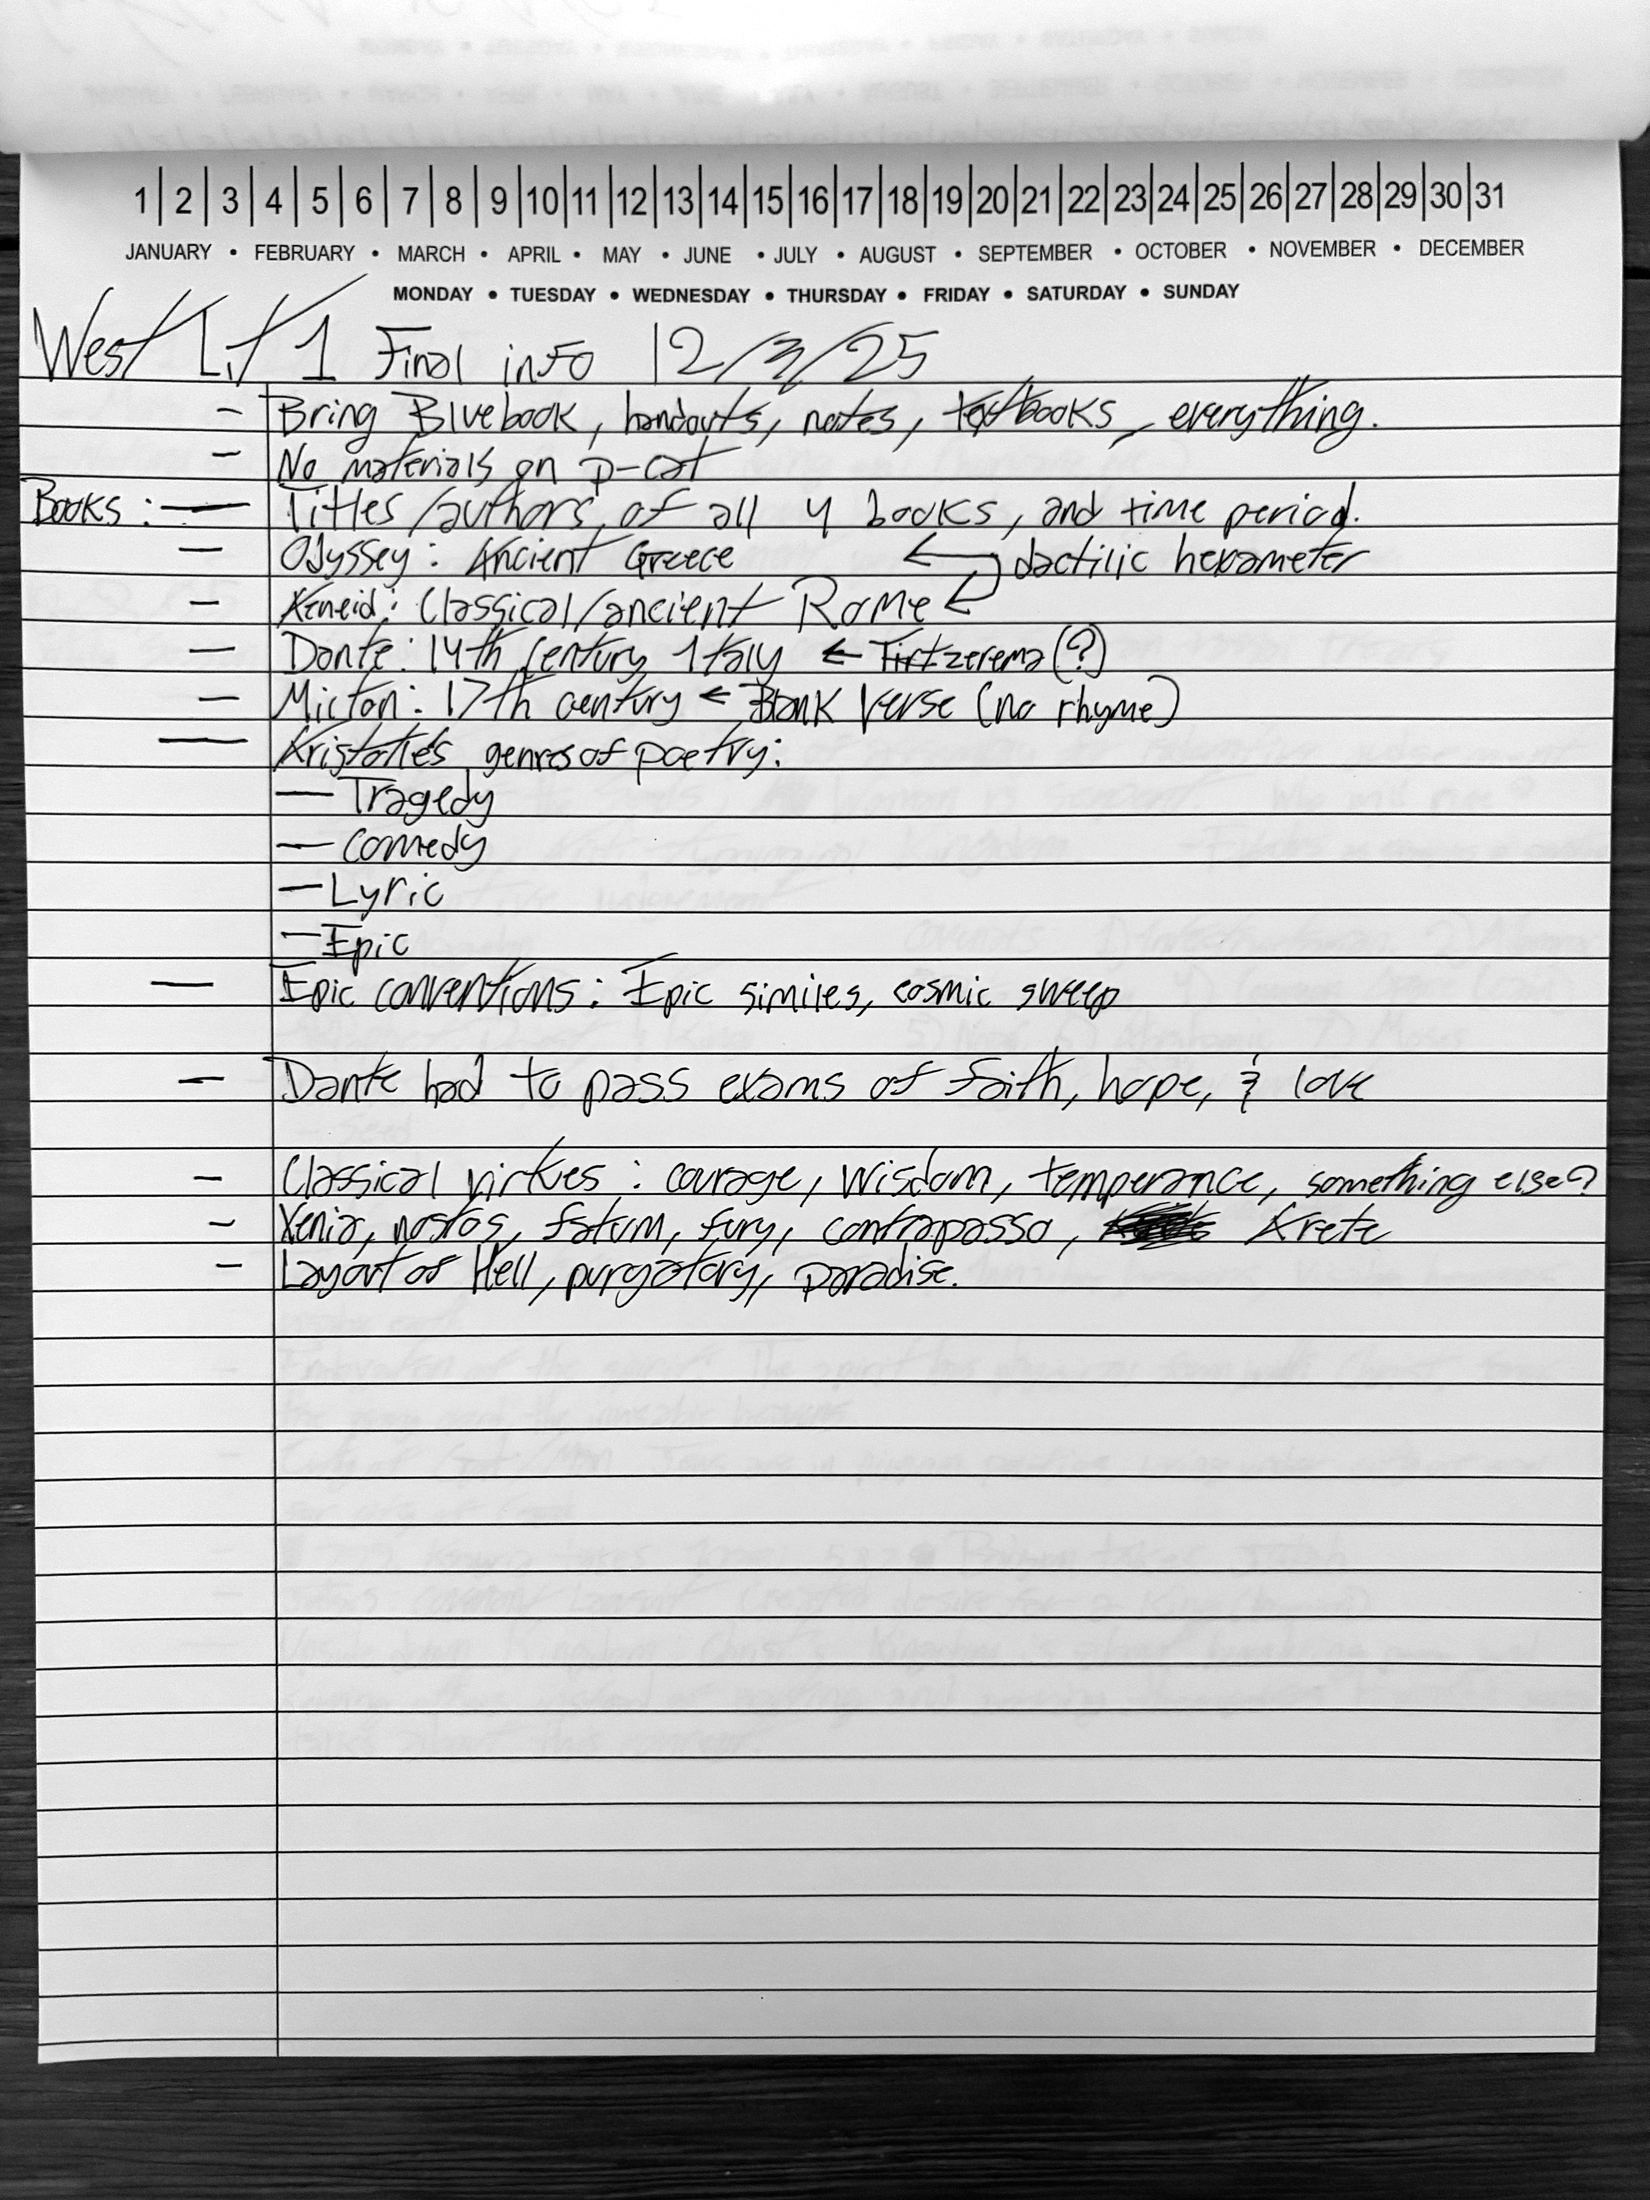 1 | 2 | 3 | 4 | 5 | 6 | 7 | 8 | 9 | 10 | 11 | 12 | 13 | 14 | 15 | 16 | 17 | 18 | 19 | 20 | 21 | 22 | 23 | 24 | 25 | 26 | 27 | 28 | 29 | 30 | 31
JANUARY • FEBRUARY • MARCH • APRIL • MAY • JUNE • JULY • AUGUST • SEPTEMBER • OCTOBER • NOVEMBER • DECEMBER
MONDAY • TUESDAY • WEDNESDAY • THURSDAY • FRIDAY • SATURDAY • SUNDAY
West Lit 1 Final info 12/3/25
- Bring Bluebook, handouts, notes, textbooks, everything.
- No materials on p-cat
Books: — Titles/authors of all 4 books, and time period.
- Odyssey: Ancient Greece ← dactilic hexameter
- Aeneid: Classical/ancient Rome ←
- Dante: 14th Century Italy ← Tirtzerema(?)
- Micton: 17th century ← Blank Verse (no rhyme)
— Aristotle's genres of poetry:
— Tragedy
— Comedy
— Lyric
— Epic
— Epic conventions: Epic similes, cosmic sweep
- Dante had to pass exams of faith, hope, & love
- Classical virtues: courage, wisdom, temperance, something else?
- Xenia, nostos, fatum, fury, contrapasso, Arete
- Layout of Hell, purgatory, paradise.